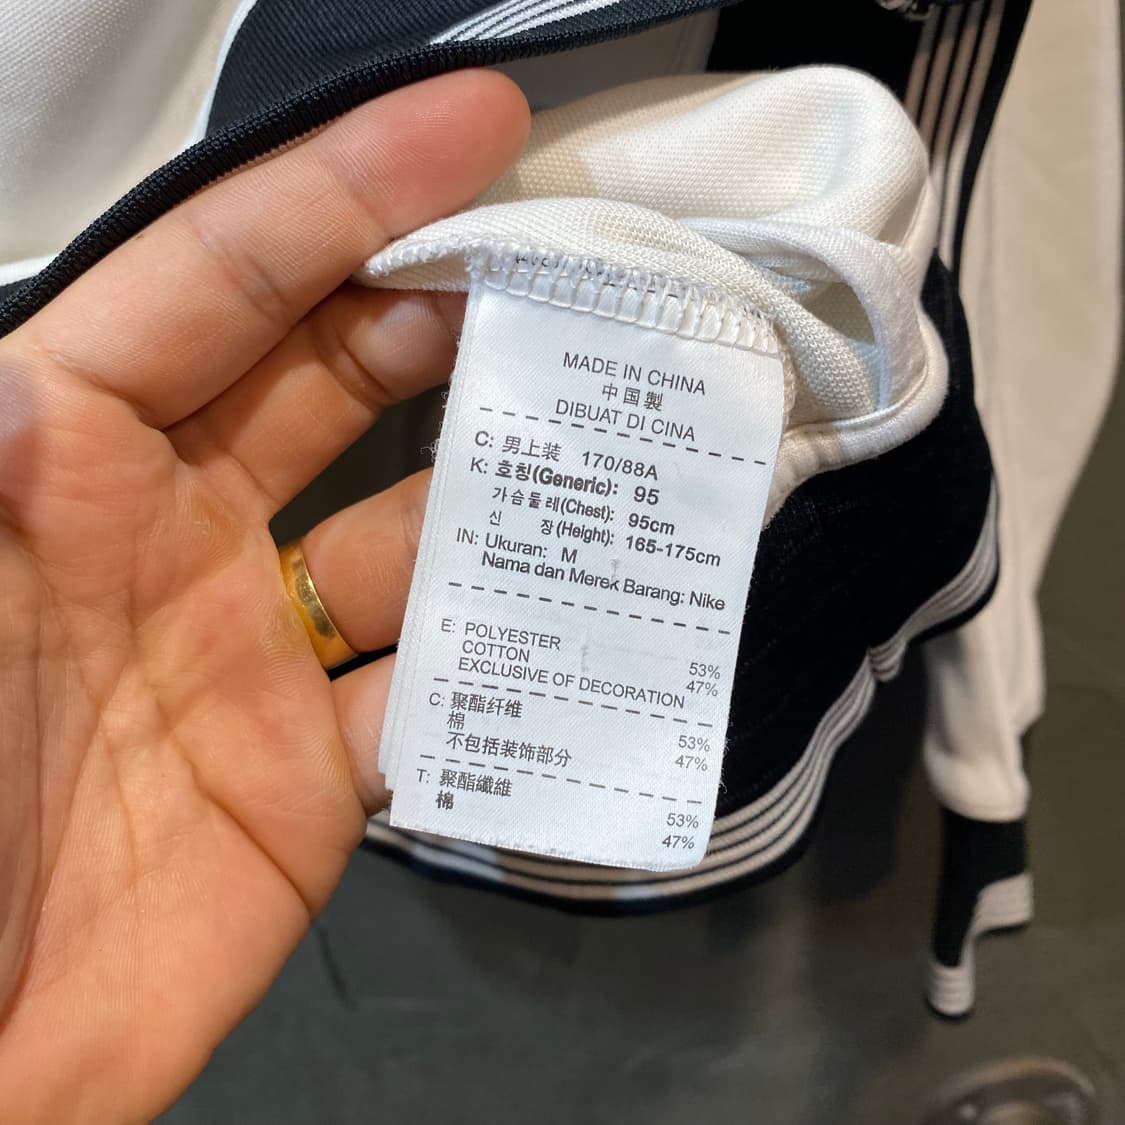 MADE IN CHINA
中国製
DIBUAT DI CINA
C: 男上装 170/88A
K: 호칭(Generic): 95
가슴둘레(Chest): 95cm
신 장(Height): 165-175cm
IN: Ukuran: M
Nama dan Merek Barang: Nike
E: POLYESTER 53%
COTTON 47%
EXCLUSIVE OF DECORATION
C: 聚酯纤维 53%
棉 47%
不包括装饰部分
T: 聚酯纖維 53%
棉 47%